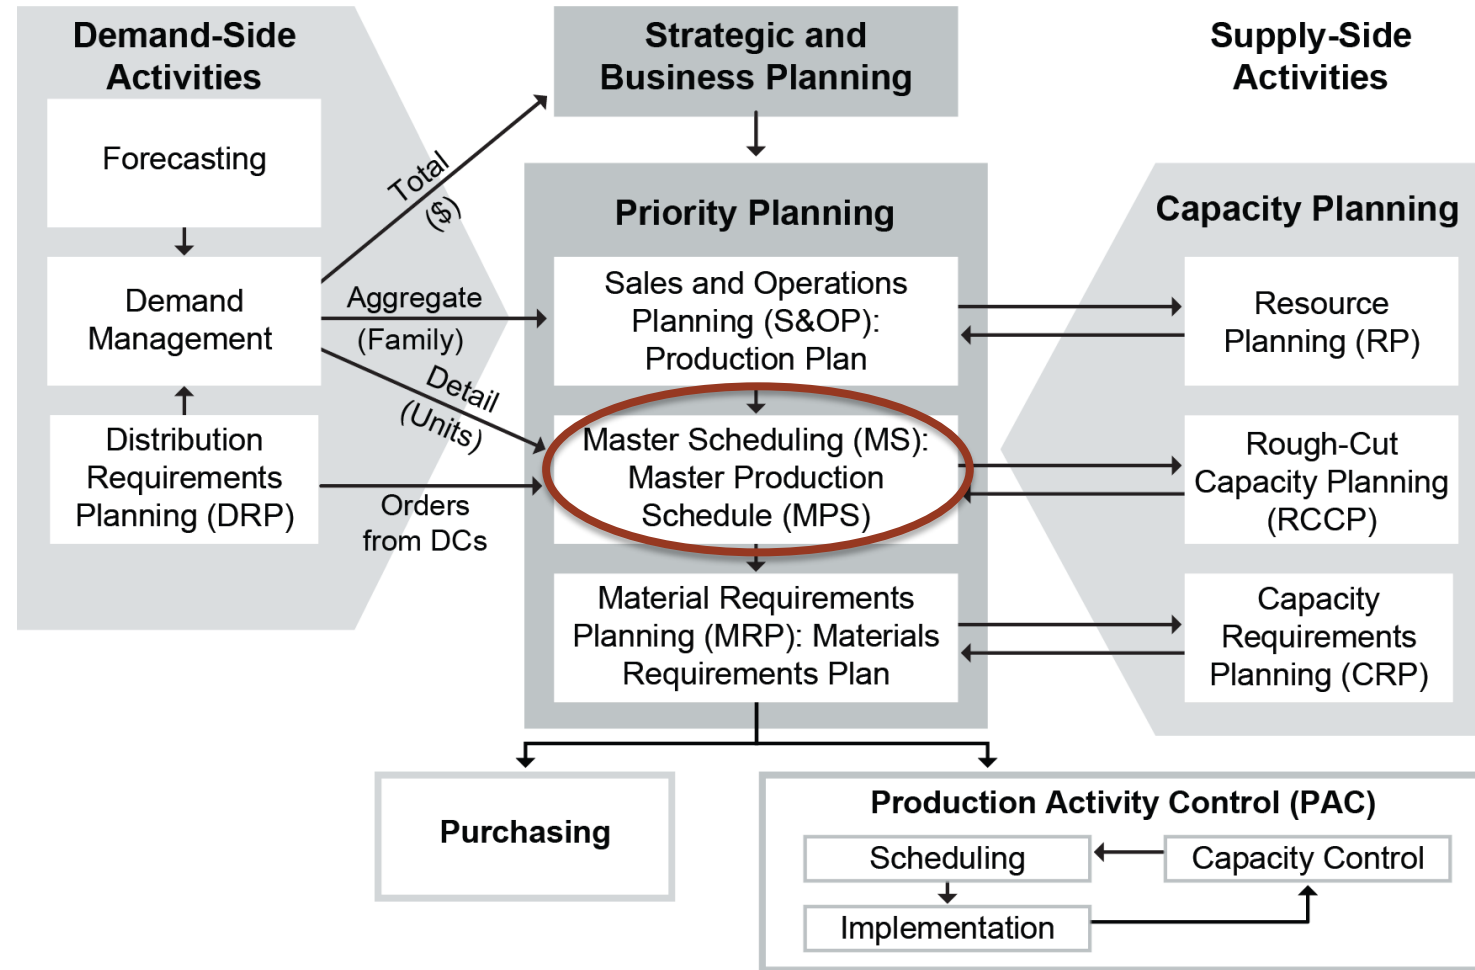 Demand-Side
Activities
Forecasting
Demand
Management
Distribution
Requirements
Planning (DRP)
Total
($)
Aggregate
(Family)
Detail
(Units)
Orders
from DCs
Strategic and
Business Planning
Priority Planning
Sales and Operations
Planning (S&OP):
Production Plan
Master Scheduling (MS):
Master Production
Schedule (MPS)
Material Requirements
Planning (MRP): Materials
Requirements Plan
Supply-Side
Activities
Capacity Planning
Resource
Planning (RP)
Rough-Cut
Capacity Planning
(RCCP)
Capacity
Requirements
Planning (CRP)
Purchasing
Production Activity Control (PAC)
Scheduling
Capacity Control
Implementation